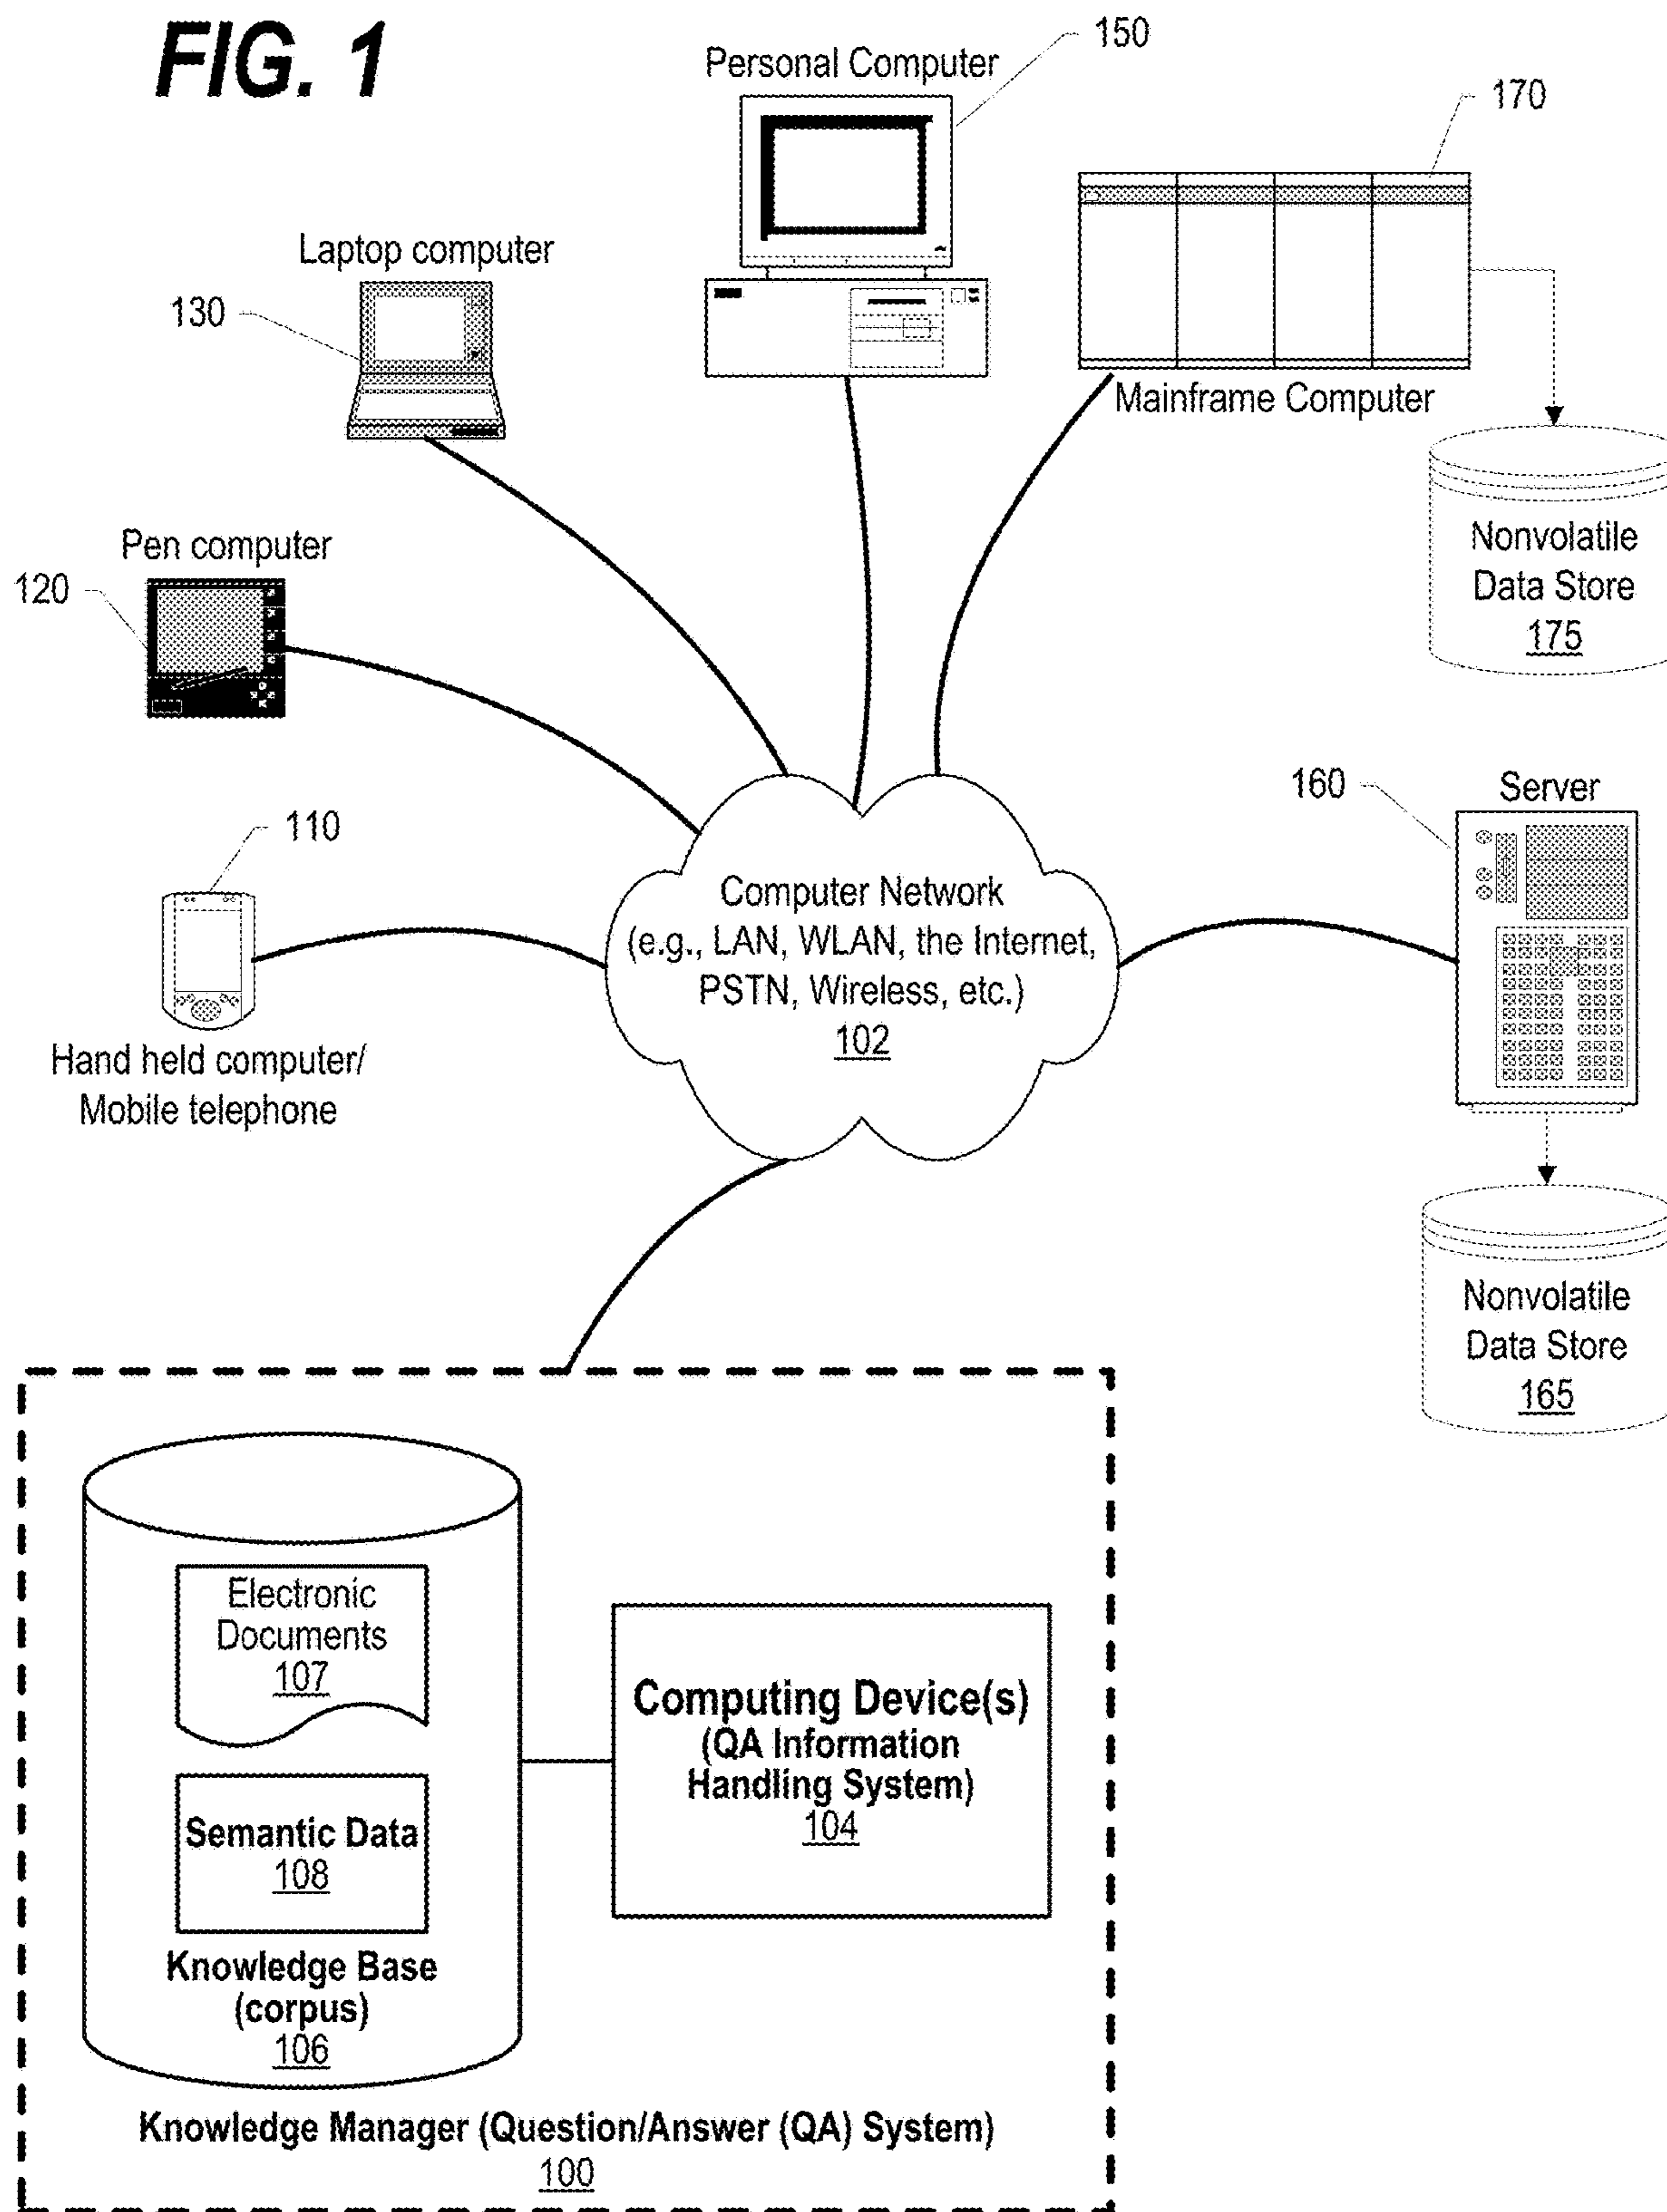 FIG. 1
Personal Computer
150
170
Laptop computer
130
Mainframe Computer
Nonvolatile
Data Store
175
Pen computer
120
110
Hand held computer/
Mobile telephone
Computer Network
(e.g., LAN, WLAN, the Internet,
PSTN, Wireless, etc.)
102
160
Server
Nonvolatile
Data Store
165
Electronic
Documents
107
Semantic Data
108
Knowledge Base
(corpus)
106
Computing Device(s)
(QA Information
Handling System)
104
Knowledge Manager (Question/Answer (QA) System)
100